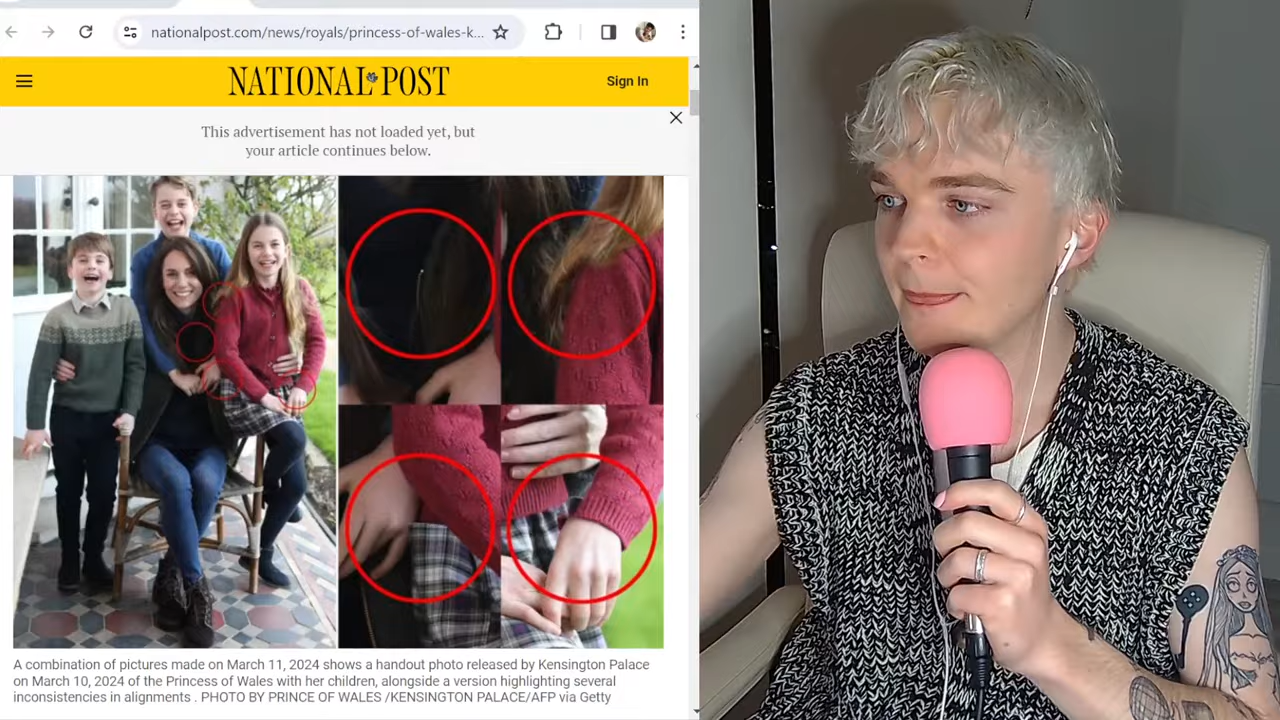 nationalpost.com/news/royals/princess-of-wales-k...
NATIONAL POST
Sign In
This advertisement has not loaded yet, but
your article continues below.
A combination of pictures made on March 11, 2024 shows a handout photo released by Kensington Palace
on March 10, 2024 of the Princess of Wales with her children, alongside a version highlighting several
inconsistencies in alignments . PHOTO BY PRINCE OF WALES /KENSINGTON PALACE/AFP via Getty